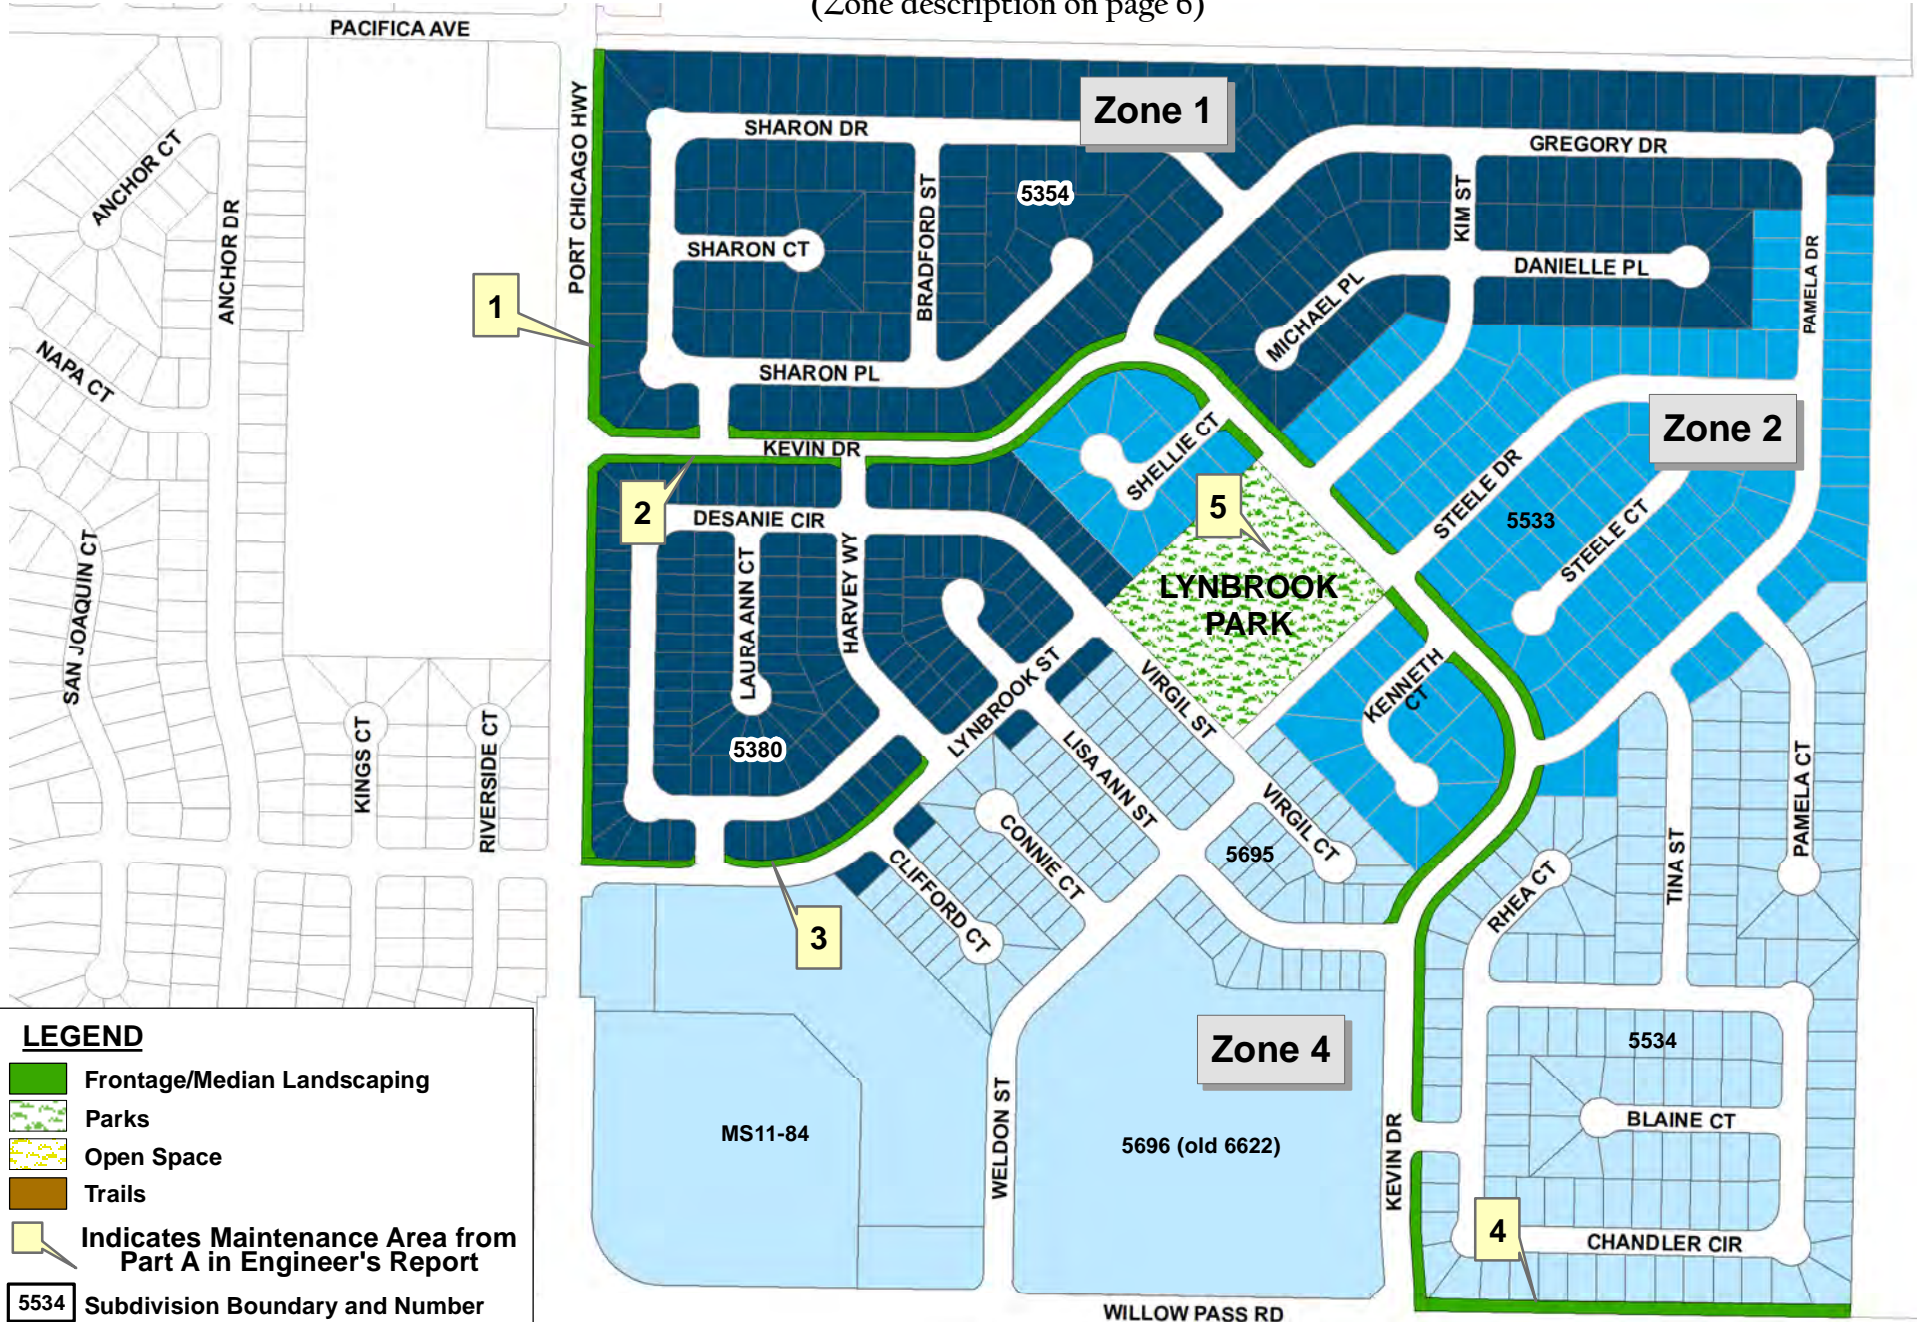 (Zone description on page 6)
PACIFICA AVE
PORT CHICAGO HWY
ANCHOR CT
ANCHOR DR
NAPA CT
SAN JOAQUIN CT
KINGS CT
RIVERSIDE CT
Zone 1
SHARON DR
BRADFORD ST
5354
SHARON CT
SHARON PL
GREGORY DR
KIM ST
DANIELLE PL
MICHAEL PL
PAMELA DR
1
KEVIN DR
2
DESANIE CIR
LAURA ANN CT
HARVEY WY
5380
LYNBROOK ST
SHELLIE CT
5
LYNBROOK
PARK
Zone 2
STEELE DR
5533
STEELE CT
KENNETH
CT
VIRGIL ST
LISA ANN ST
VIRGIL CT
5695
CONNIE CT
CLIFFORD CT
3
RHEA CT
TINA ST
PAMELA CT
Zone 4
5534
BLAINE CT
CHANDLER CIR
4
MS11-84
WELDON ST
5696 (old 6622)
KEVIN DR
WILLOW PASS RD
LEGEND
Frontage/Median Landscaping
Parks
Open Space
Trails
Indicates Maintenance Area from
Part A in Engineer's Report
5534 Subdivision Boundary and Number